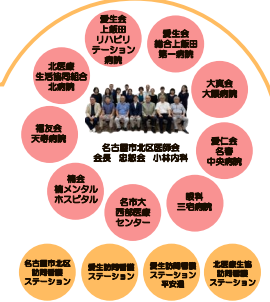 愛生会
上飯田
リハビリ
テーション
病院
愛生会
総合上飯田
第一病院
北医療
生活協同組合
北病院
大真会
大隈病院
福友会
天壱病院
名古屋市北区医師会
会長 忠敬会 小林内科
愛仁会
名春
中央病院
楠会
楠メンタル
ホスピタル
名市大
西部医療
センター
眼科
三宅病院
名古屋市北区
訪問看護
ステーション
愛生訪問看護
ステーション
愛生訪問看護
ステーション
平安通
北医療生協
訪問看護
ステーション